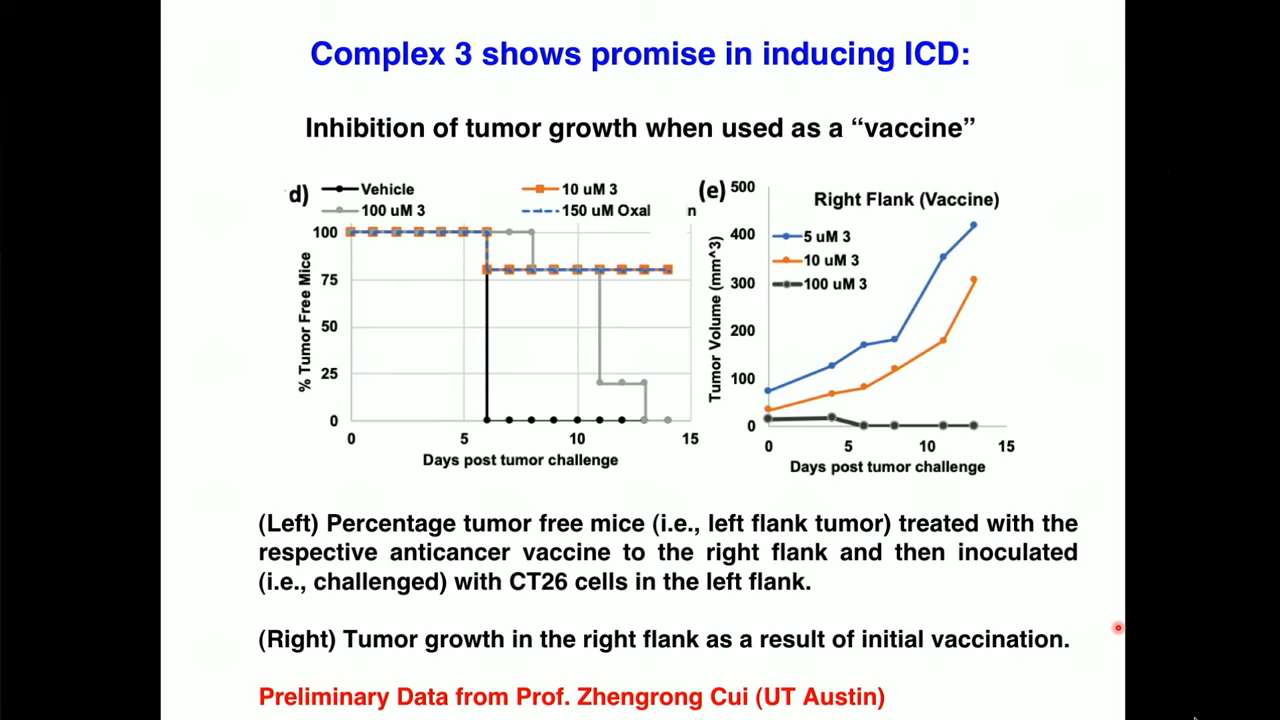 Complex 3 shows promise in inducing ICD:
Inhibition of tumor growth when used as a “vaccine”
d)
Vehicle
10 uM 3
100 uM 3
150 uM Oxal n
% Tumor Free Mice
100
75
50
25
0
0 5 10 15
Days post tumor challenge
(e)
Right Flank (Vaccine)
5 uM 3
10 uM 3
100 uM 3
Tumor Volume (mm^3)
500
400
300
200
100
0
0 5 10 15
Days post tumor challenge
(Left) Percentage tumor free mice (i.e., left flank tumor) treated with the
respective anticancer vaccine to the right flank and then inoculated
(i.e., challenged) with CT26 cells in the left flank.
(Right) Tumor growth in the right flank as a result of initial vaccination.
Preliminary Data from Prof. Zhengrong Cui (UT Austin)